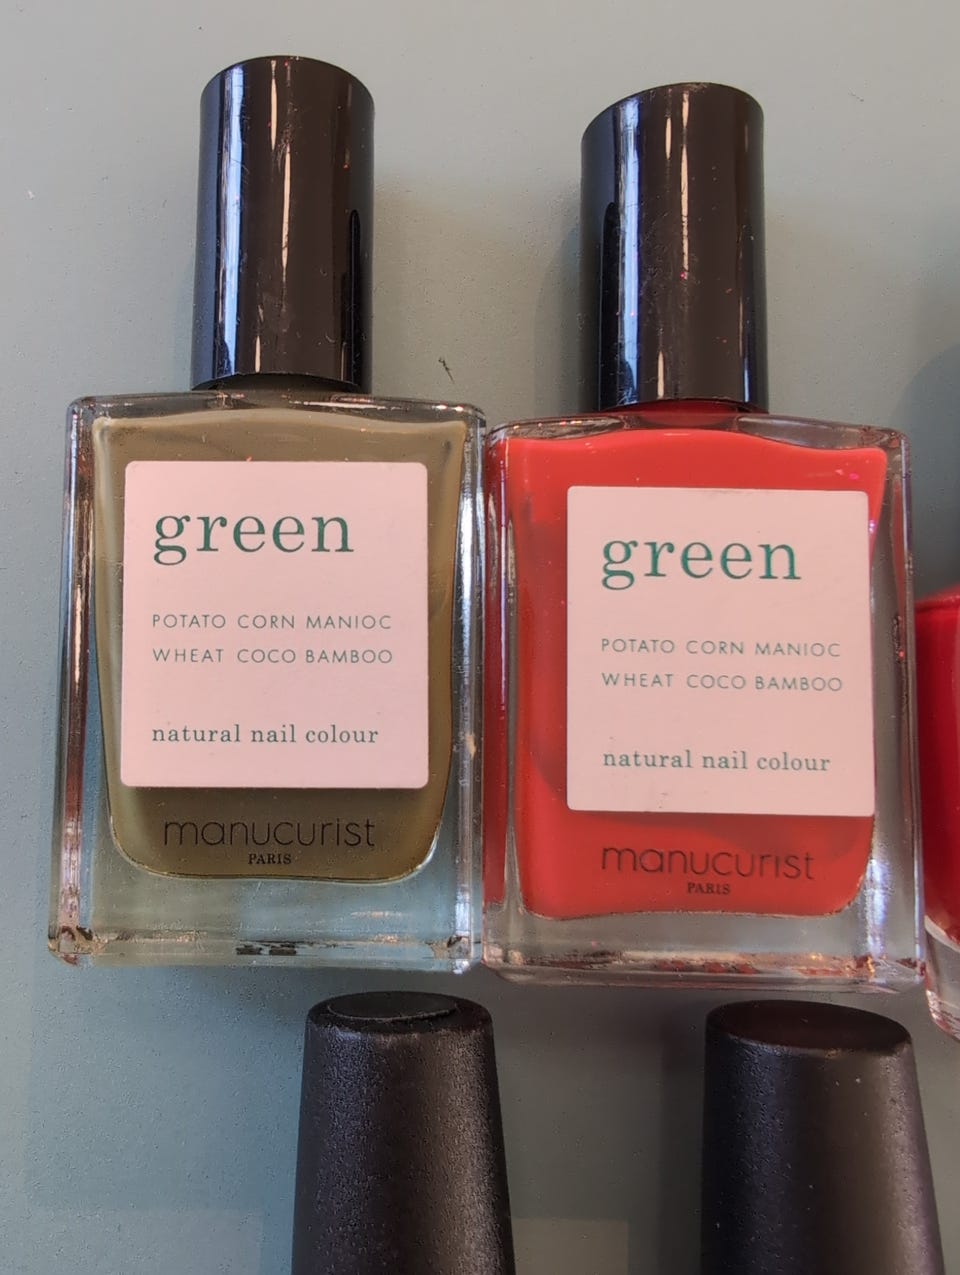 green
POTATO CORN MANIOC
WHEAT COCO BAMBOO
natural nail colour
manucurist
PARIS
green
POTATO CORN MANIOC
WHEAT COCO BAMBOO
natural nail colour
manucurist
PARIS